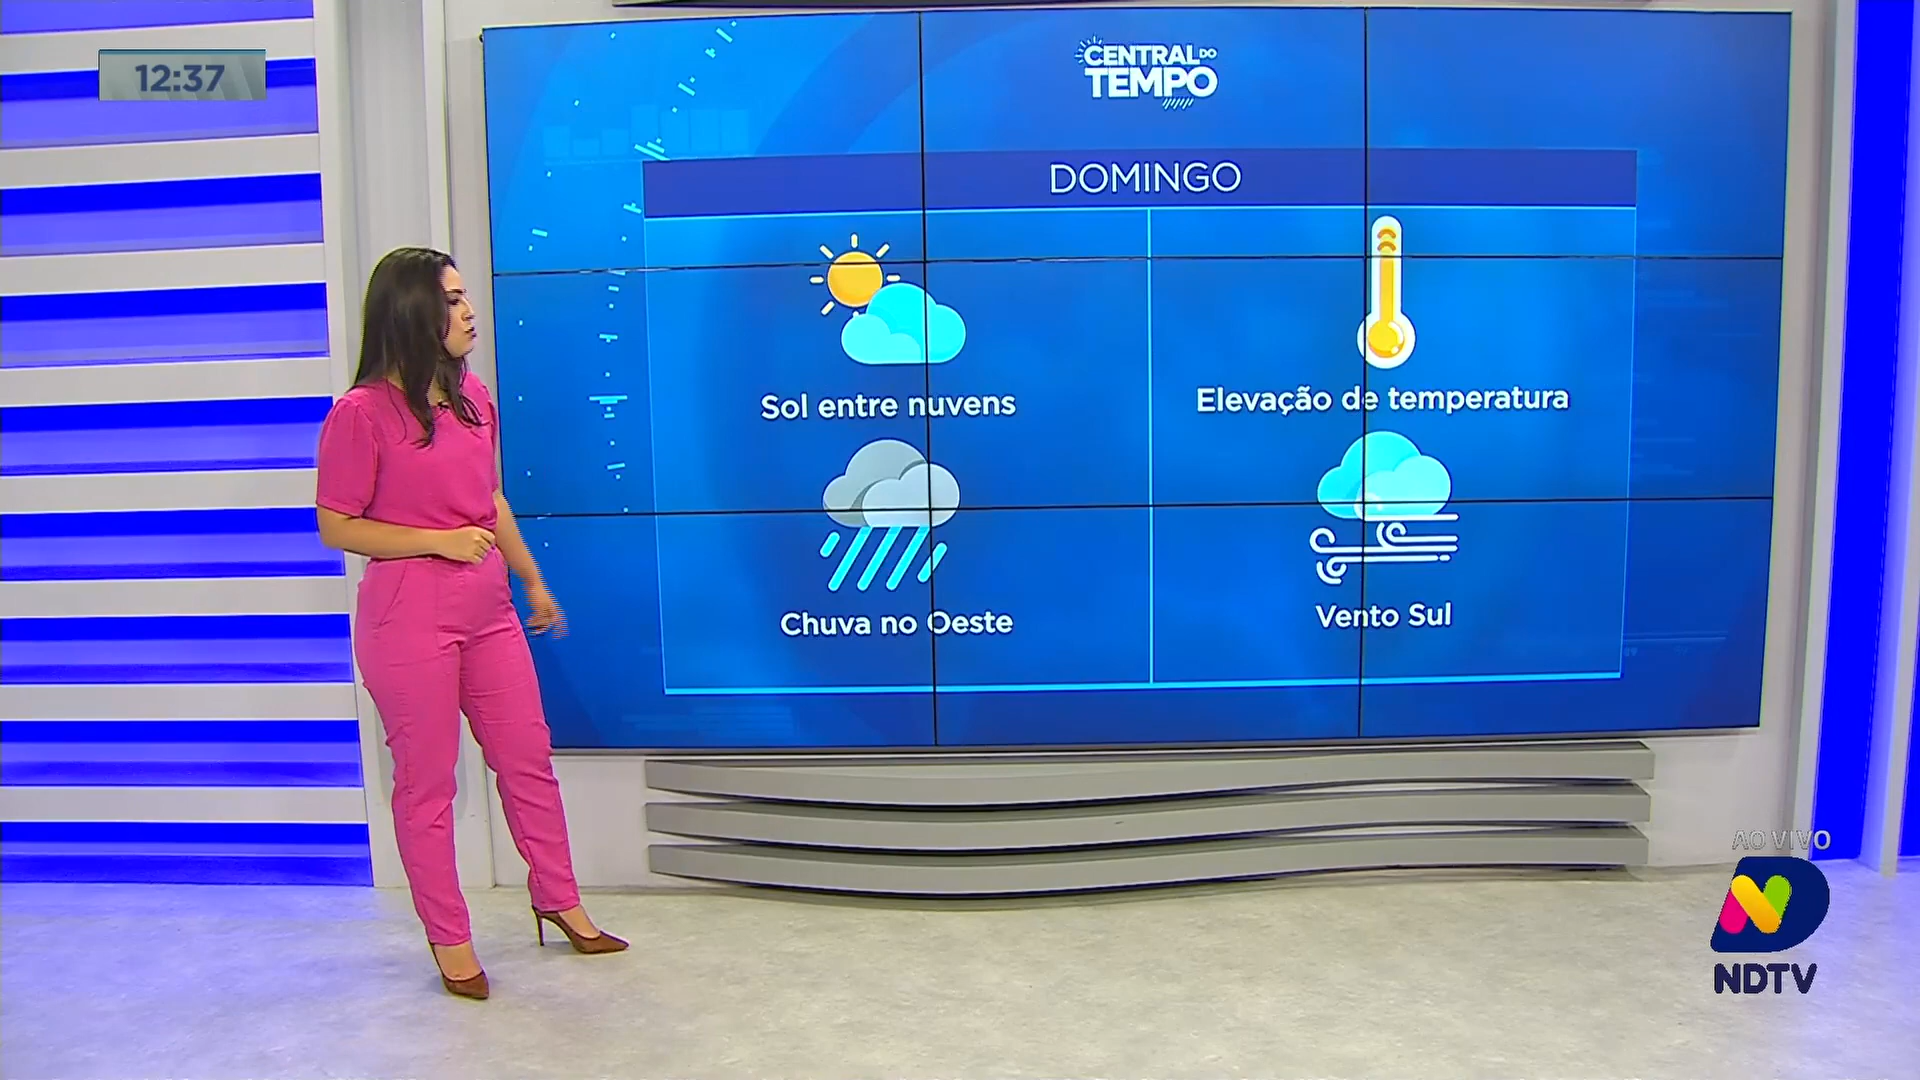 12:37
CENTRAL DO
TEMPO
DOMINGO
Sol entre nuvens
Elevação de temperatura
Chuva no Oeste
Vento Sul
AO VIVO
NDTV